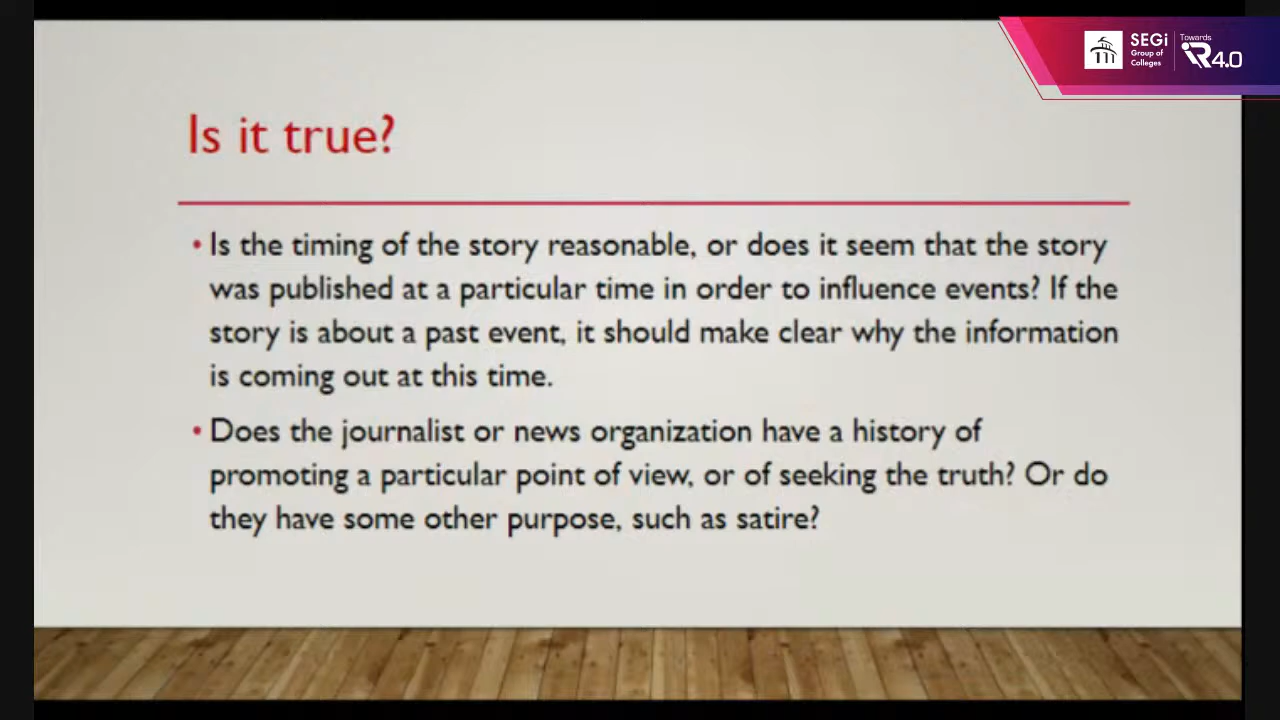 SEGi
Group of
Colleges
Towards
iR4.0
Is it true?
• Is the timing of the story reasonable, or does it seem that the story
was published at a particular time in order to influence events? If the
story is about a past event, it should make clear why the information
is coming out at this time.
• Does the journalist or news organization have a history of
promoting a particular point of view, or of seeking the truth? Or do
they have some other purpose, such as satire?